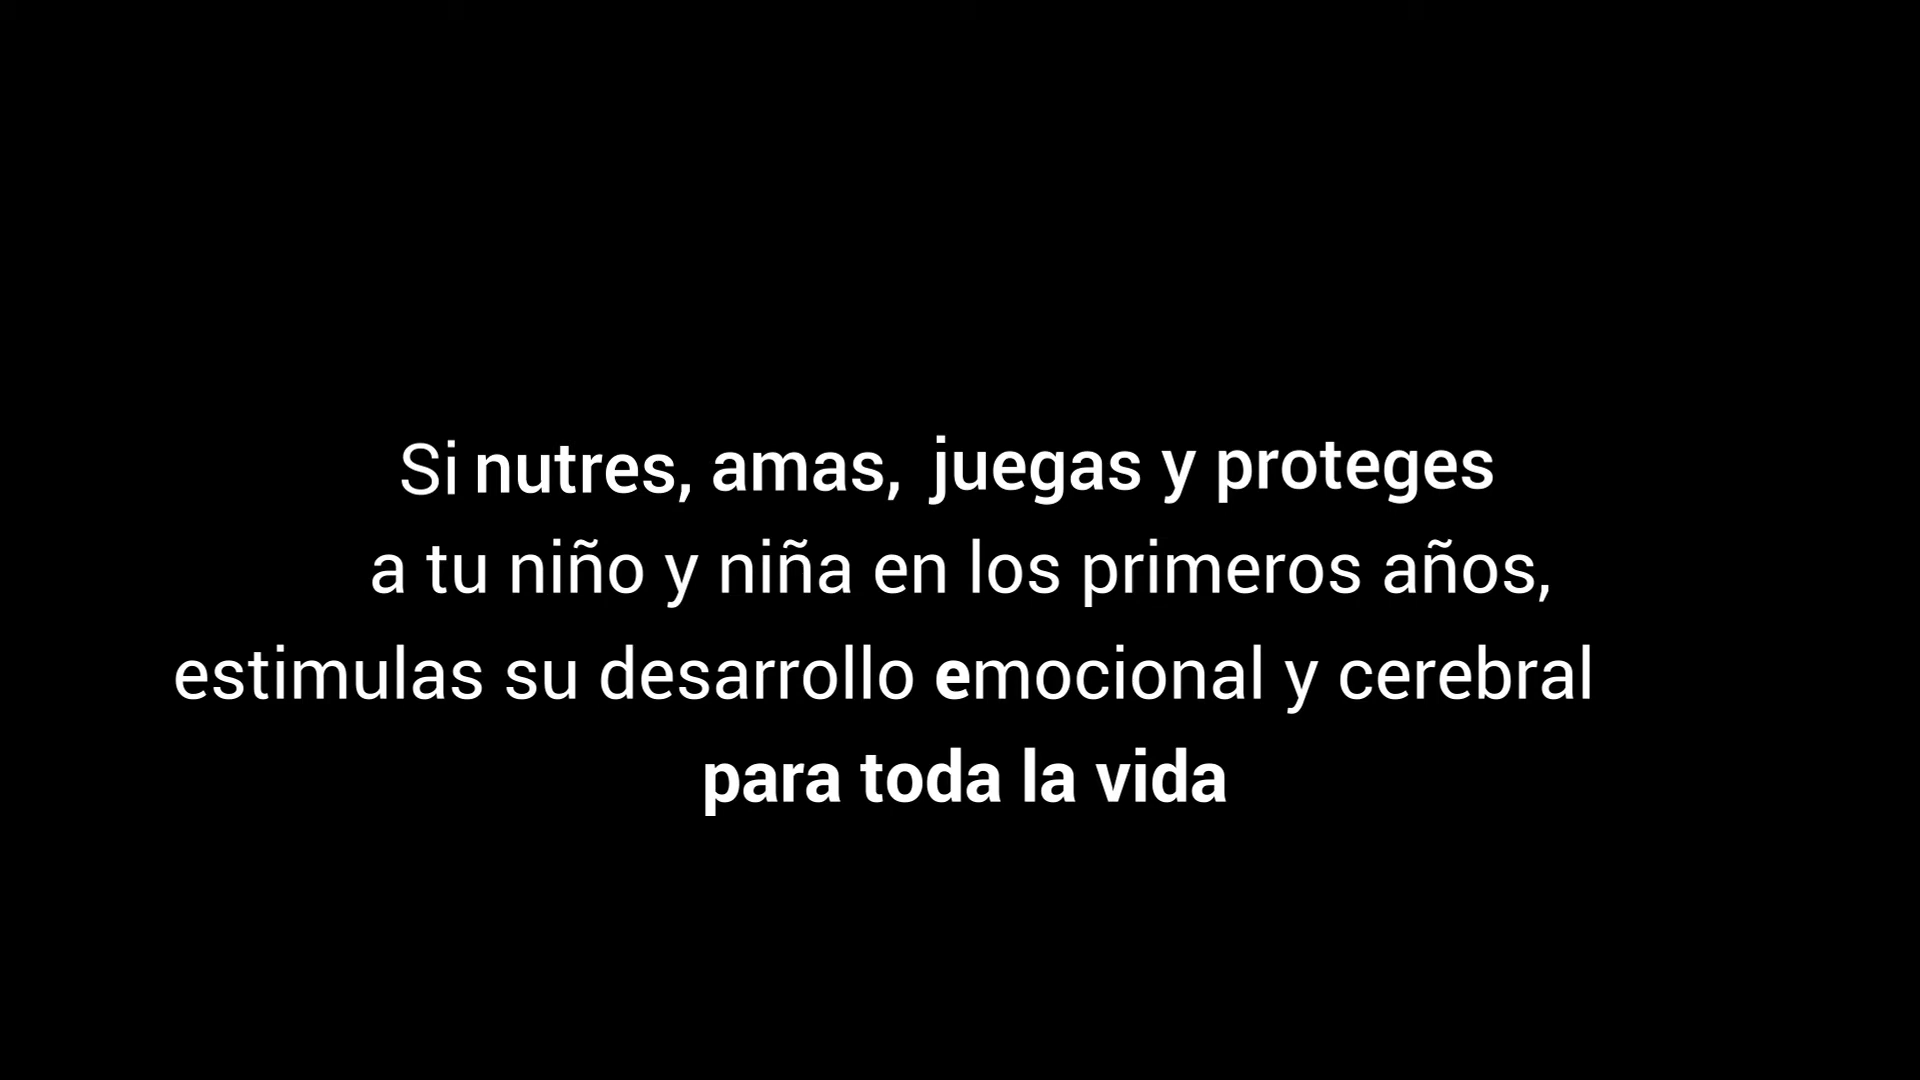 Si nutres, amas, juegas y proteges
a tu niño y niña en los primeros años,
estimulas su desarrollo emocional y cerebral
para toda la vida